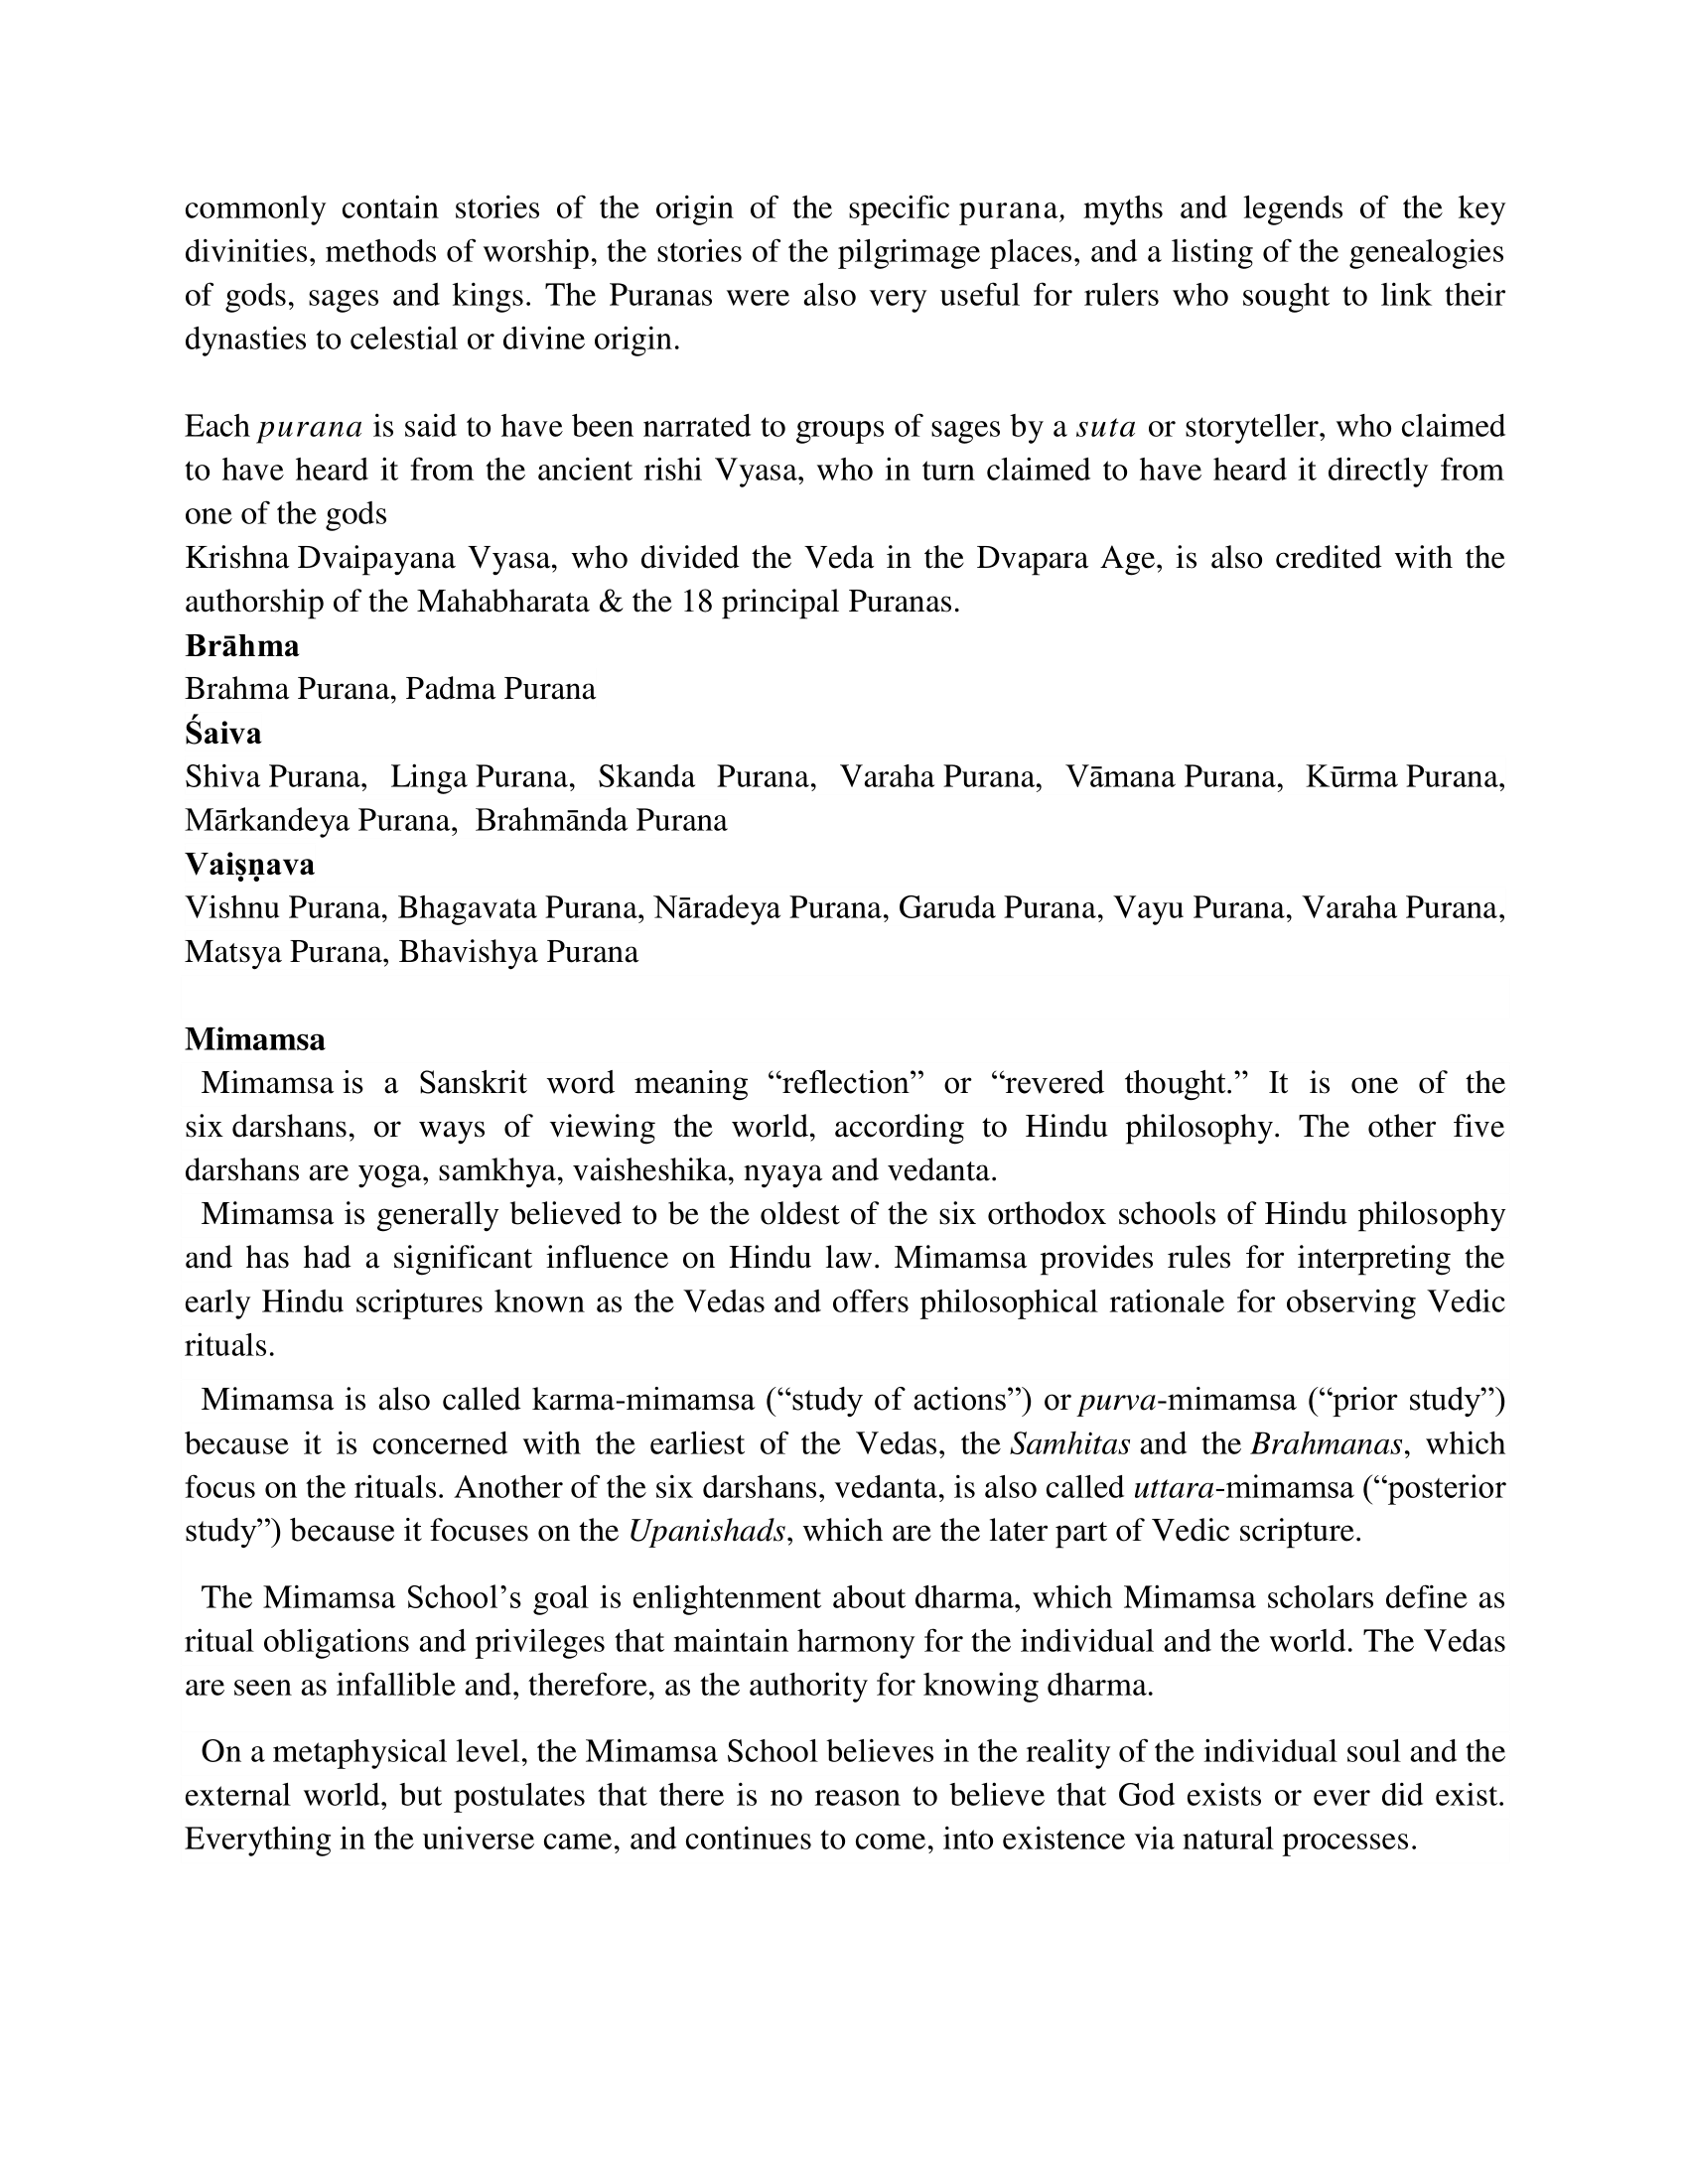 commonly contain stories of the origin of the specific purana, myths and legends of the key
divinities, methods of worship, the stories of the pilgrimage places, and a listing of the genealogies
of gods, sages and kings. The Puranas were also very useful for rulers who sought to link their
dynasties to celestial or divine origin.
Each purana is said to have been narrated to groups of sages by a suta or storyteller, who claimed
to have heard it from the ancient rishi Vyasa, who in turn claimed to have heard it directly from
one of the gods
Krishna Dvaipayana Vyasa, who divided the Veda in the Dvapara Age, is also credited with the
authorship of the Mahabharata & the 18 principal Puranas.
Brāhma
Brahma Purana, Padma Purana
Śaiva
Shiva Purana, Linga Purana, Skanda Purana, Varaha Purana, Vāmana Purana, Kūrma Purana,
Mārkandeya Purana, Brahmānda Purana
Vaiṣṇava
Vishnu Purana, Bhagavata Purana, Nāradeya Purana, Garuda Purana, Vayu Purana, Varaha Purana,
Matsya Purana, Bhavishya Purana
Mimamsa
Mimamsa is a Sanskrit word meaning “reflection” or “revered thought.” It is one of the
six darshans, or ways of viewing the world, according to Hindu philosophy. The other five
darshans are yoga, samkhya, vaisheshika, nyaya and vedanta.
Mimamsa is generally believed to be the oldest of the six orthodox schools of Hindu philosophy
and has had a significant influence on Hindu law. Mimamsa provides rules for interpreting the
early Hindu scriptures known as the Vedas and offers philosophical rationale for observing Vedic
rituals.
Mimamsa is also called karma-mimamsa (“study of actions”) or purva-mimamsa (“prior study”)
because it is concerned with the earliest of the Vedas, the Samhitas and the Brahmanas, which
focus on the rituals. Another of the six darshans, vedanta, is also called uttara-mimamsa (“posterior
study”) because it focuses on the Upanishads, which are the later part of Vedic scripture.
The Mimamsa School’s goal is enlightenment about dharma, which Mimamsa scholars define as
ritual obligations and privileges that maintain harmony for the individual and the world. The Vedas
are seen as infallible and, therefore, as the authority for knowing dharma.
On a metaphysical level, the Mimamsa School believes in the reality of the individual soul and the
external world, but postulates that there is no reason to believe that God exists or ever did exist.
Everything in the universe came, and continues to come, into existence via natural processes.